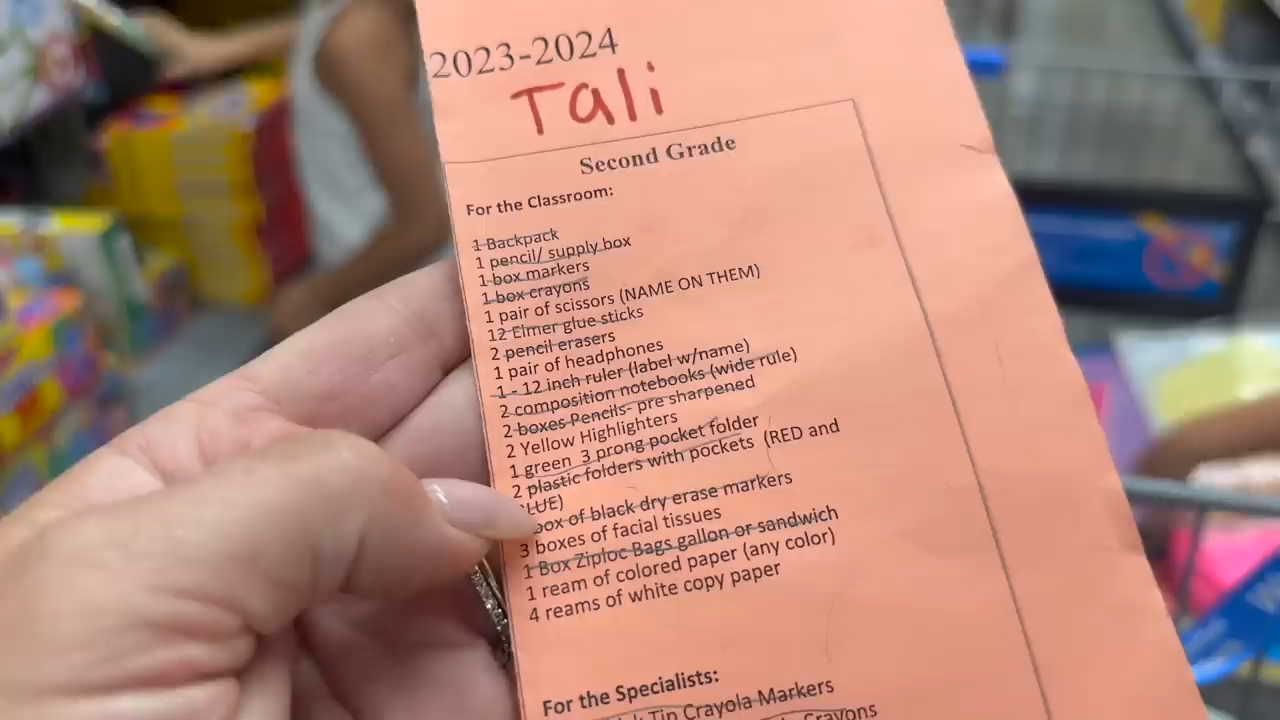 2023-2024
Tali
Second Grade
For the Classroom:
1 Backpack
1 pencil/ supply box
1 box markers
1 box crayons
1 pair of scissors (NAME ON THEM)
12 Elmer glue sticks
2 pencil erasers
1 pair of headphones
1 - 12 inch ruler (label w/name)
2 composition notebooks (wide rule)
2 boxes Pencils- pre sharpened
2 Yellow Highlighters
1 green 3 prong pocket folder
2 plastic folders with pockets (RED and
LUE)
box of black dry erase markers
3 boxes of facial tissues
1 Box Ziploc Bags gallon or sandwich
1 ream of colored paper (any color)
4 reams of white copy paper
For the Specialists:
Tip Crayola Markers
Crayons